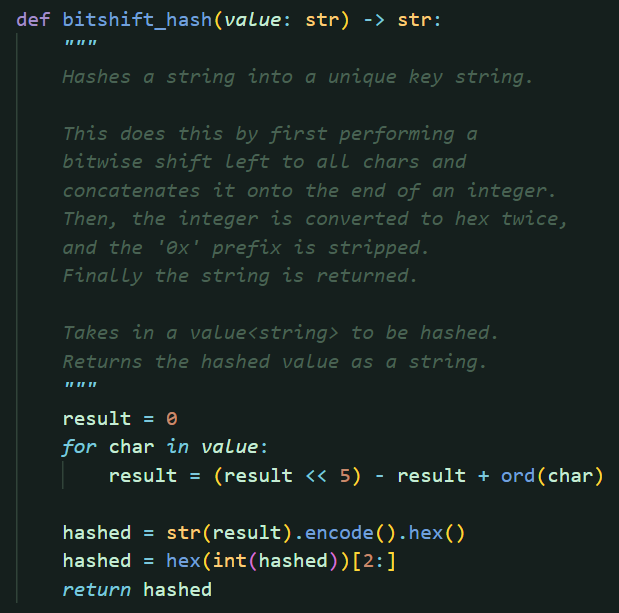 def bitshift_hash(value: str) -> str:
    """
    Hashes a string into a unique key string.

    This does this by first performing a
    bitwise shift left to all chars and
    concatenates it onto the end of an integer.
    Then, the integer is converted to hex twice,
    and the '0x' prefix is stripped.
    Finally the string is returned.

    Takes in a value<string> to be hashed.
    Returns the hashed value as a string.
    """
    result = 0
    for char in value:
        result = (result << 5) - result + ord(char)

    hashed = str(result).encode().hex()
    hashed = hex(int(hashed))[2:]
    return hashed